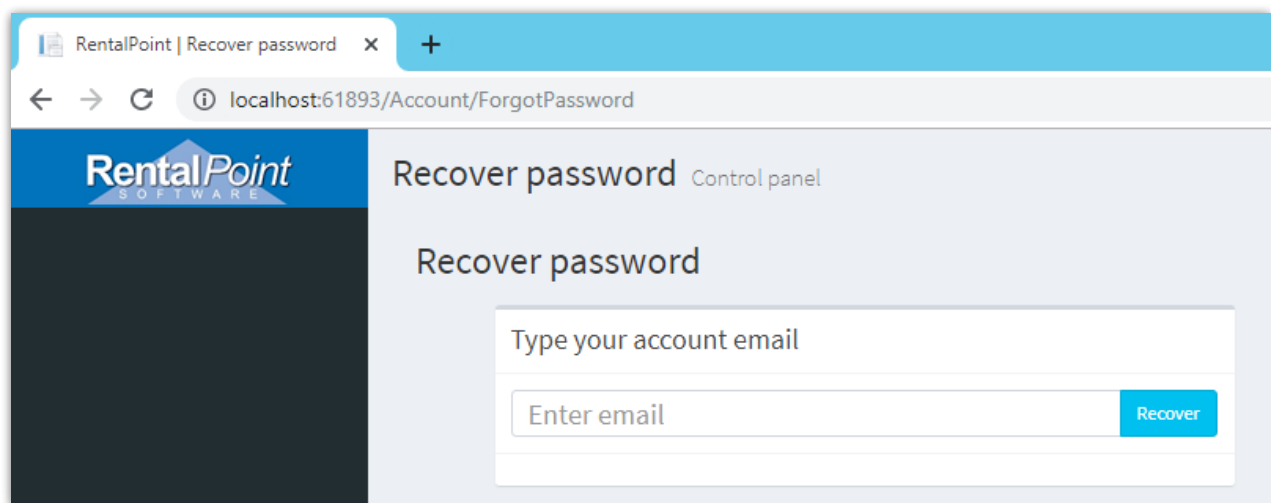 RentalPoint | Recover password
localhost:61893/Account/ForgotPassword
RentalPoint
SOFTWARE
Recover password Control panel
Recover password
Type your account email
Enter email
Recover